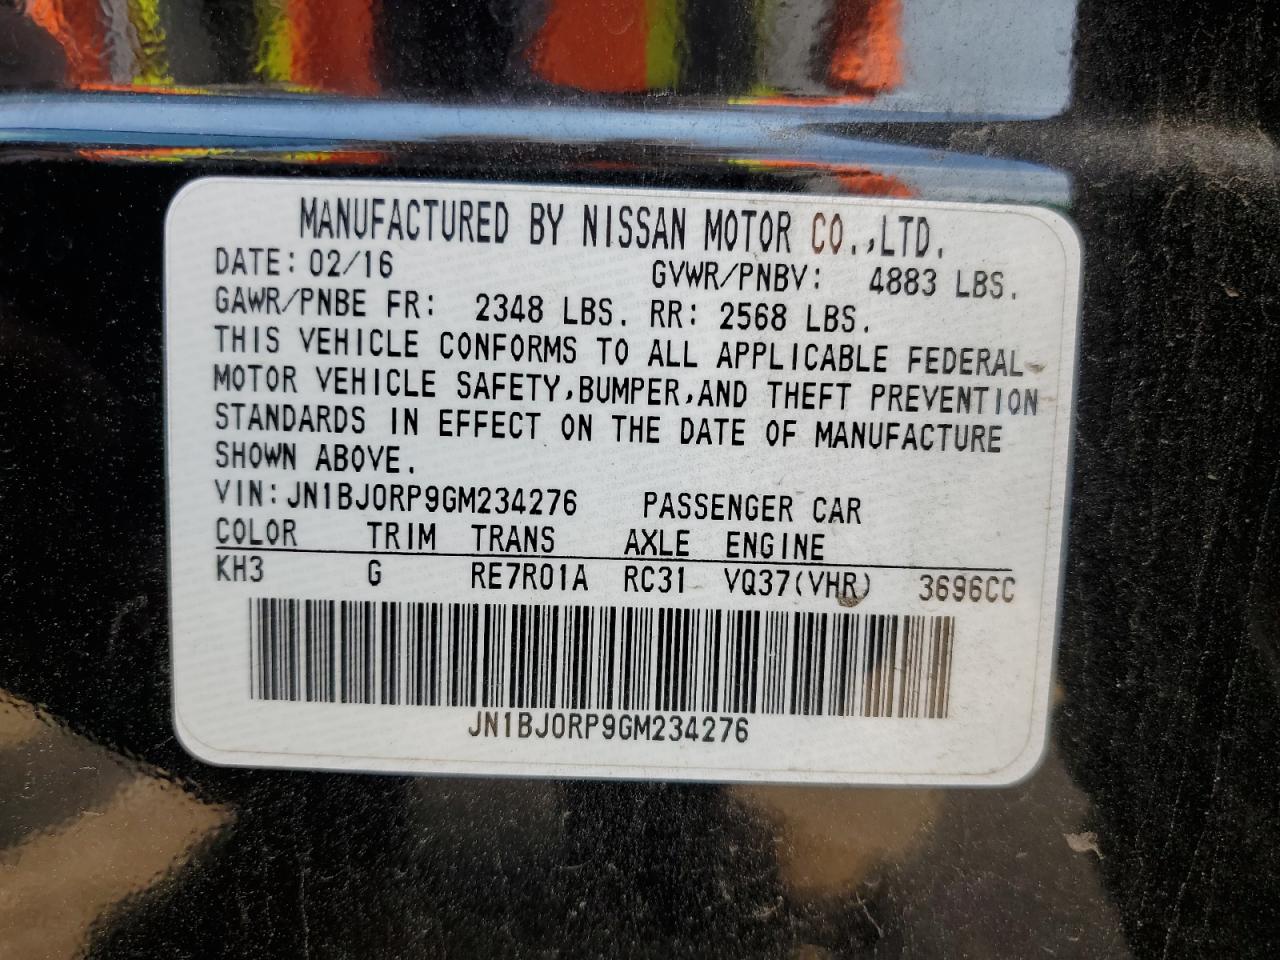 MANUFACTURED BY NISSAN MOTOR CO.,LTD.
DATE: 02/16 GVWR/PNBV: 4883 LBS.
GAWR/PNBE FR: 2348 LBS. RR: 2568 LBS.
THIS VEHICLE CONFORMS TO ALL APPLICABLE FEDERAL
MOTOR VEHICLE SAFETY,BUMPER,AND THEFT PREVENTION
STANDARDS IN EFFECT ON THE DATE OF MANUFACTURE
SHOWN ABOVE.
VIN:JN1BJ0RP9GM234276 PASSENGER CAR
COLOR TRIM TRANS AXLE ENGINE
KH3 G RE7R01A RC31 VQ37(VHR) 3696CC
JN1BJ0RP9GM234276